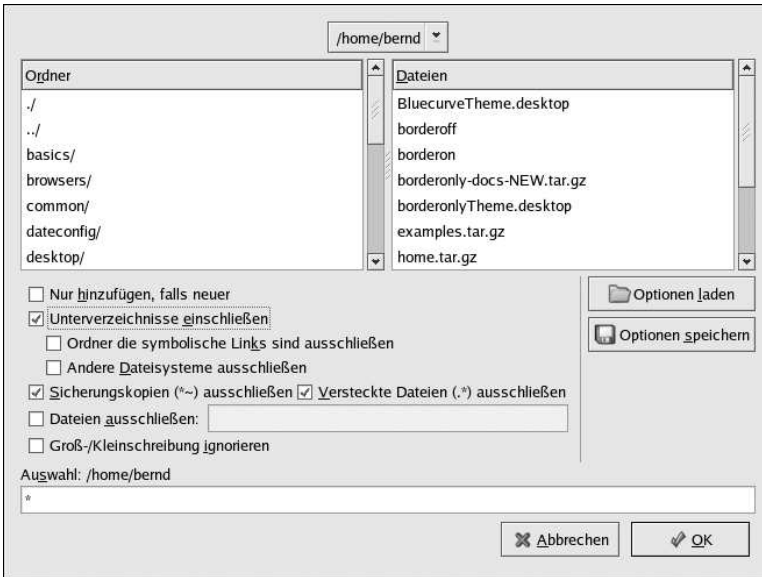 /home/bernd
Ordner
./
../
basics/
browsers/
common/
dateconfig/
desktop/
Dateien
BluecurveTheme.desktop
borderoff
borderon
borderonly-docs-NEW.tar.gz
borderonlyTheme.desktop
examples.tar.gz
home.tar.gz
Nur hinzufügen, falls neuer
Unterverzeichnisse einschließen
Ordner die symbolische Links sind ausschließen
Andere Dateisysteme ausschließen
Sicherungskopien (*~) ausschließen Versteckte Dateien (.*) ausschließen
Dateien ausschließen:
Groß-/Kleinschreibung ignorieren
Optionen laden
Optionen speichern
Auswahl: /home/bernd
*
Abbrechen OK